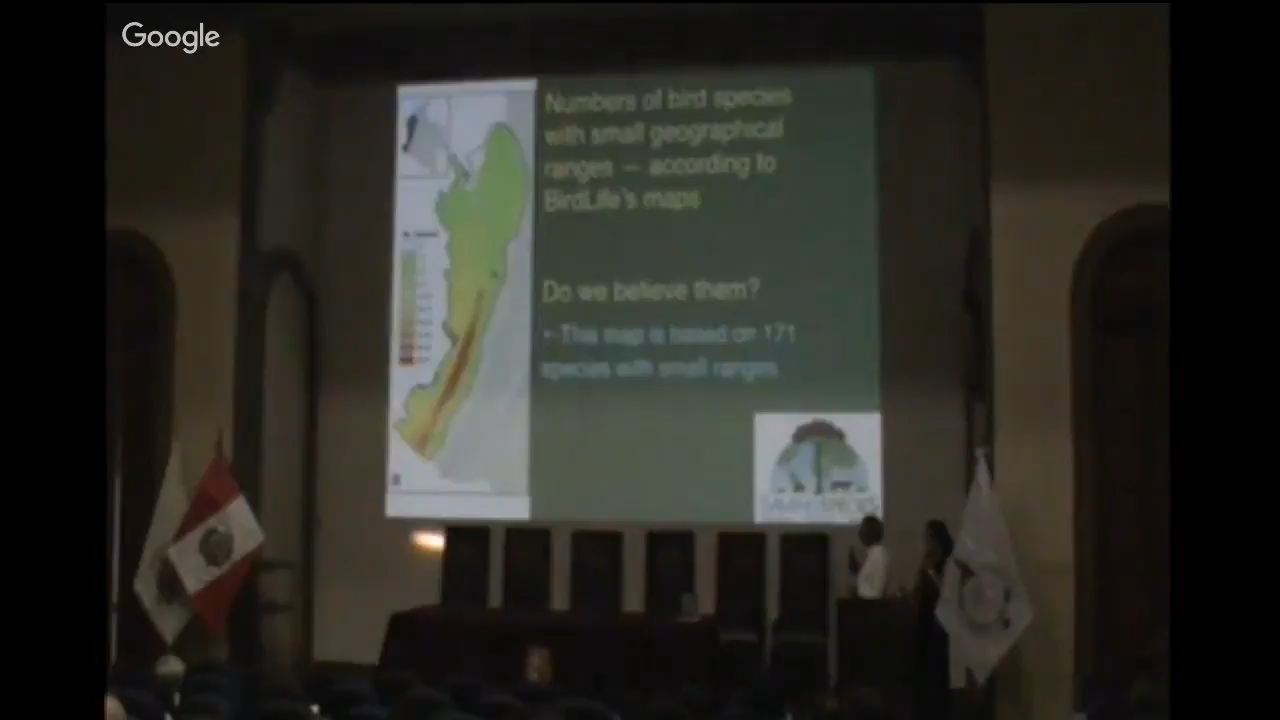 Google
Numbers of bird species
with small geographical
ranges – according to
BirdLife's maps
Do we believe them?
• This map is based on 171
species with small ranges